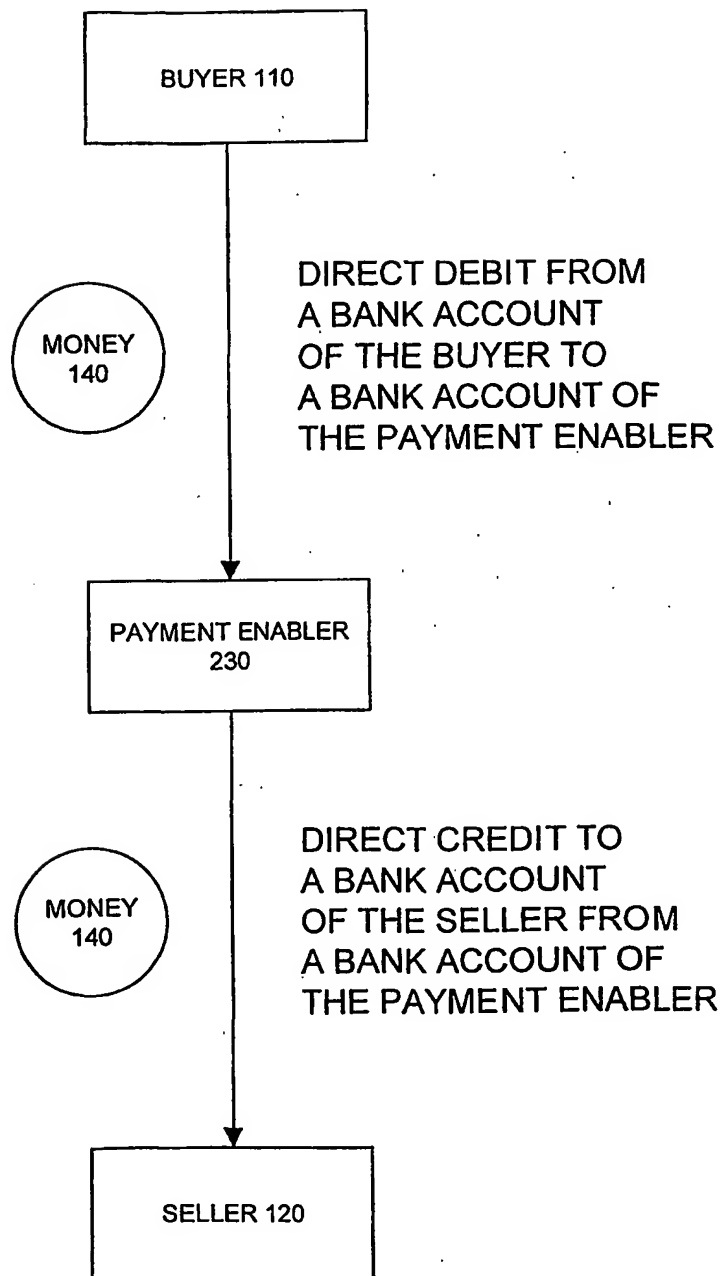 BUYER 110
MONEY
140
DIRECT DEBIT FROM
A BANK ACCOUNT
OF THE BUYER TO
A BANK ACCOUNT OF
THE PAYMENT ENABLER
PAYMENT ENABLER
230
MONEY
140
DIRECT CREDIT TO
A BANK ACCOUNT
OF THE SELLER FROM
A BANK ACCOUNT OF
THE PAYMENT ENABLER
SELLER 120